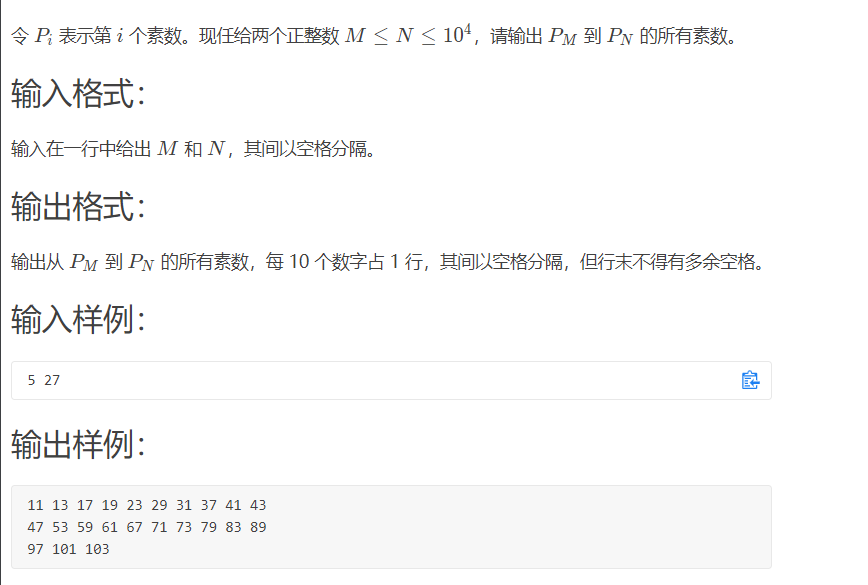 令 P_i 表示第 i 个素数。现任给两个正整数 M ≤ N ≤ 10^4，请输出 P_M 到 P_N 的所有素数。
输入格式：
输入在一行中给出 M 和 N，其间以空格分隔。
输出格式：
输出从 P_M 到 P_N 的所有素数，每 10 个数字占 1 行，其间以空格分隔，但行末不得有多余空格。
输入样例：
5 27
输出样例：
11 13 17 19 23 29 31 37 41 43
47 53 59 61 67 71 73 79 83 89
97 101 103